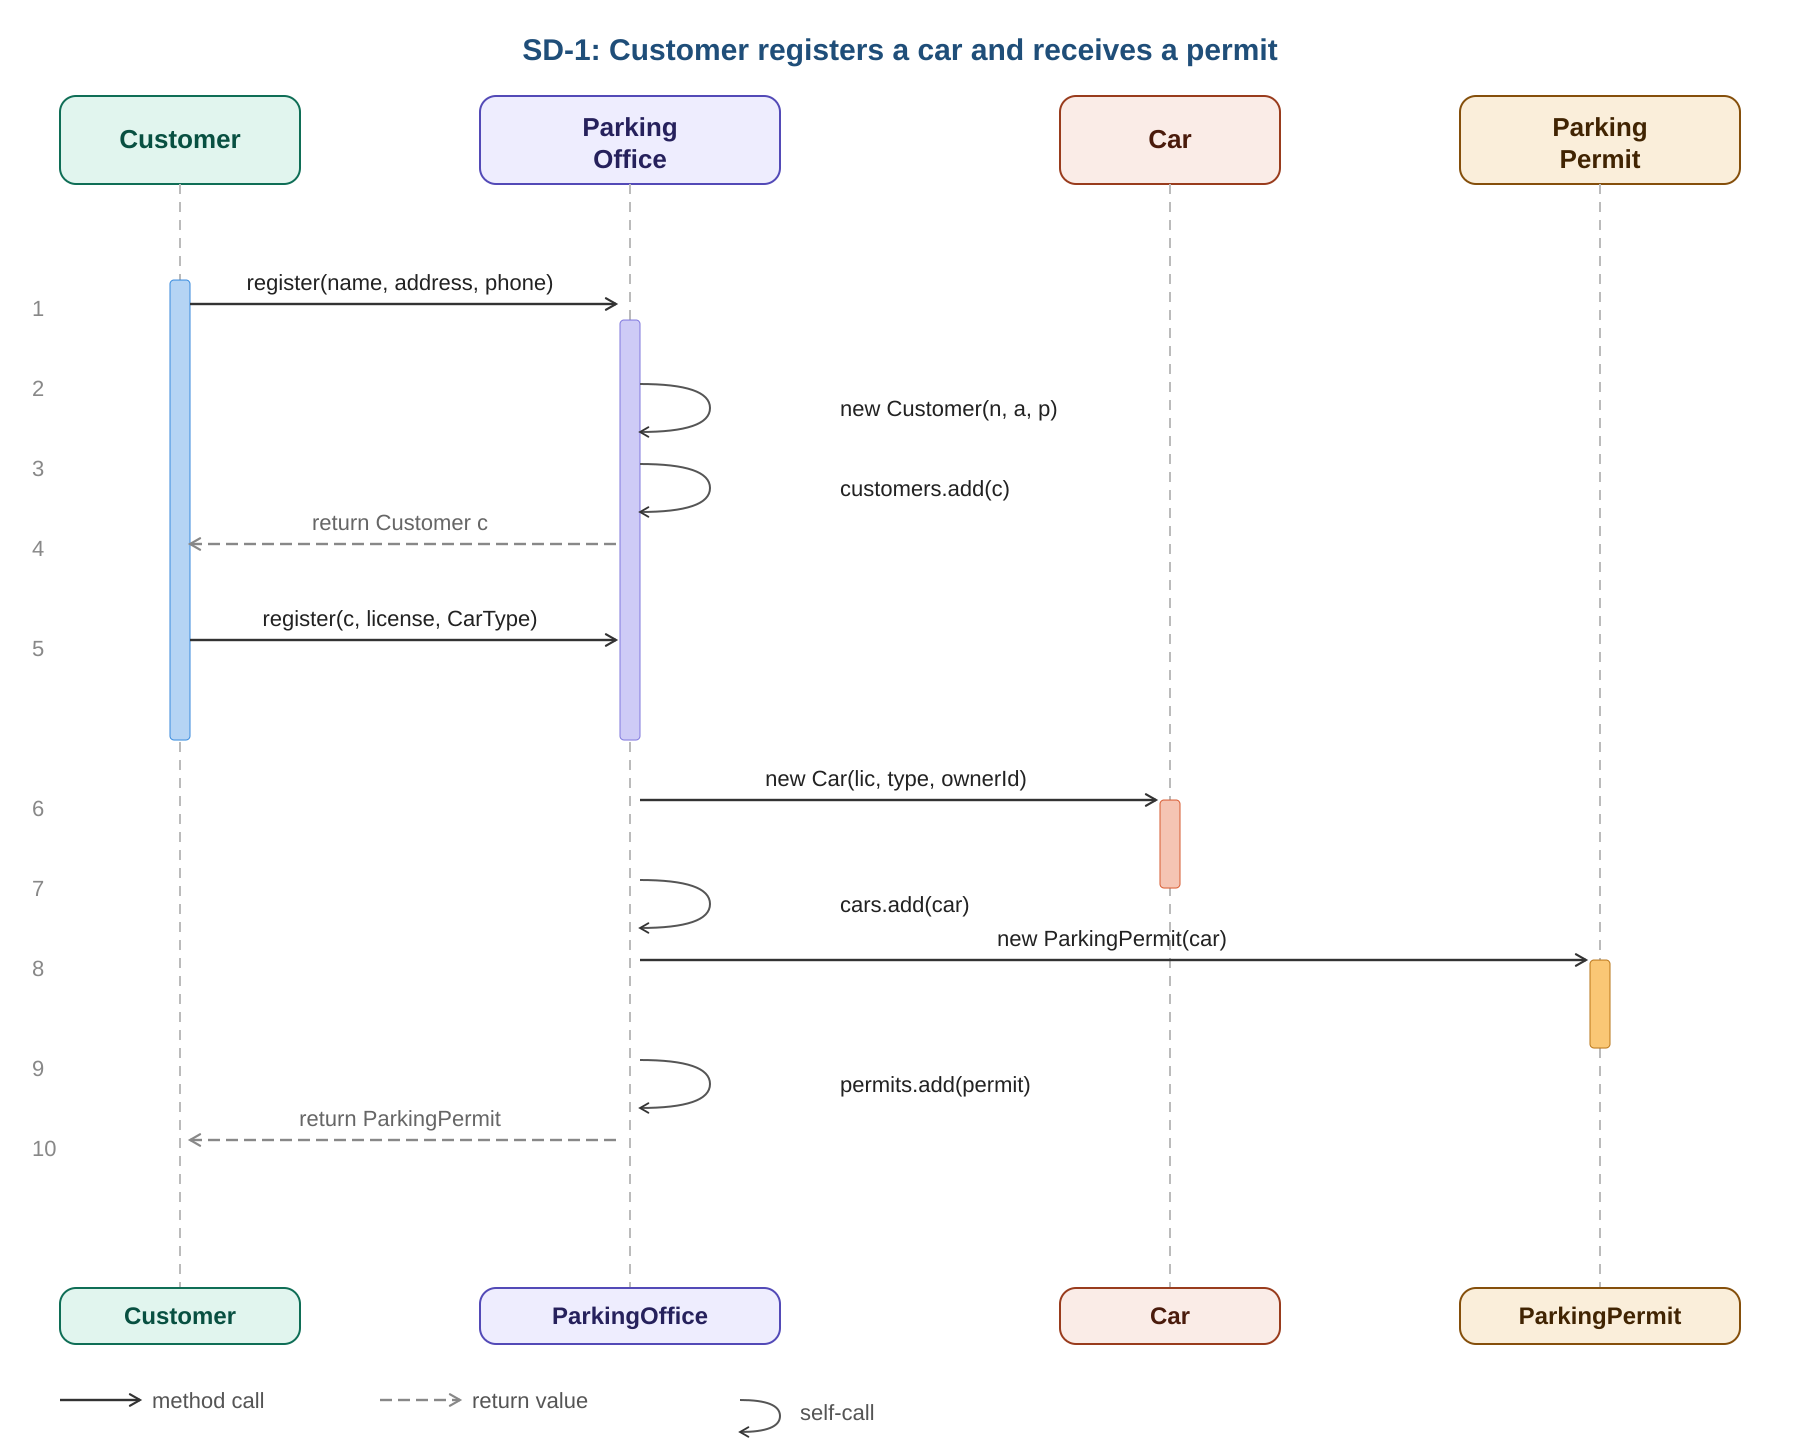 SD-1: Customer registers a car and receives a permit
Customer
Parking
Office
Car
Parking
Permit
register(name, address, phone)
1
2
new Customer(n, a, p)
3
customers.add(c)
return Customer c
4
register(c, license, CarType)
5
new Car(lic, type, ownerId)
6
7
cars.add(car)
new ParkingPermit(car)
8
9
permits.add(permit)
return ParkingPermit
10
Customer
ParkingOffice
Car
ParkingPermit
method call
return value
self-call